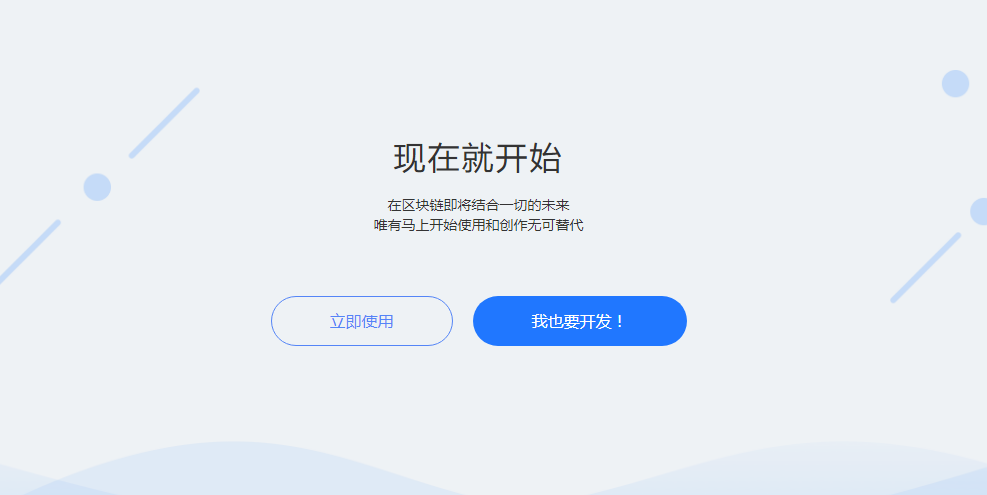 现在就开始
在区块链即将结合一切的未来
唯有马上开始使用和创作无可替代
立即使用
我也要开发！